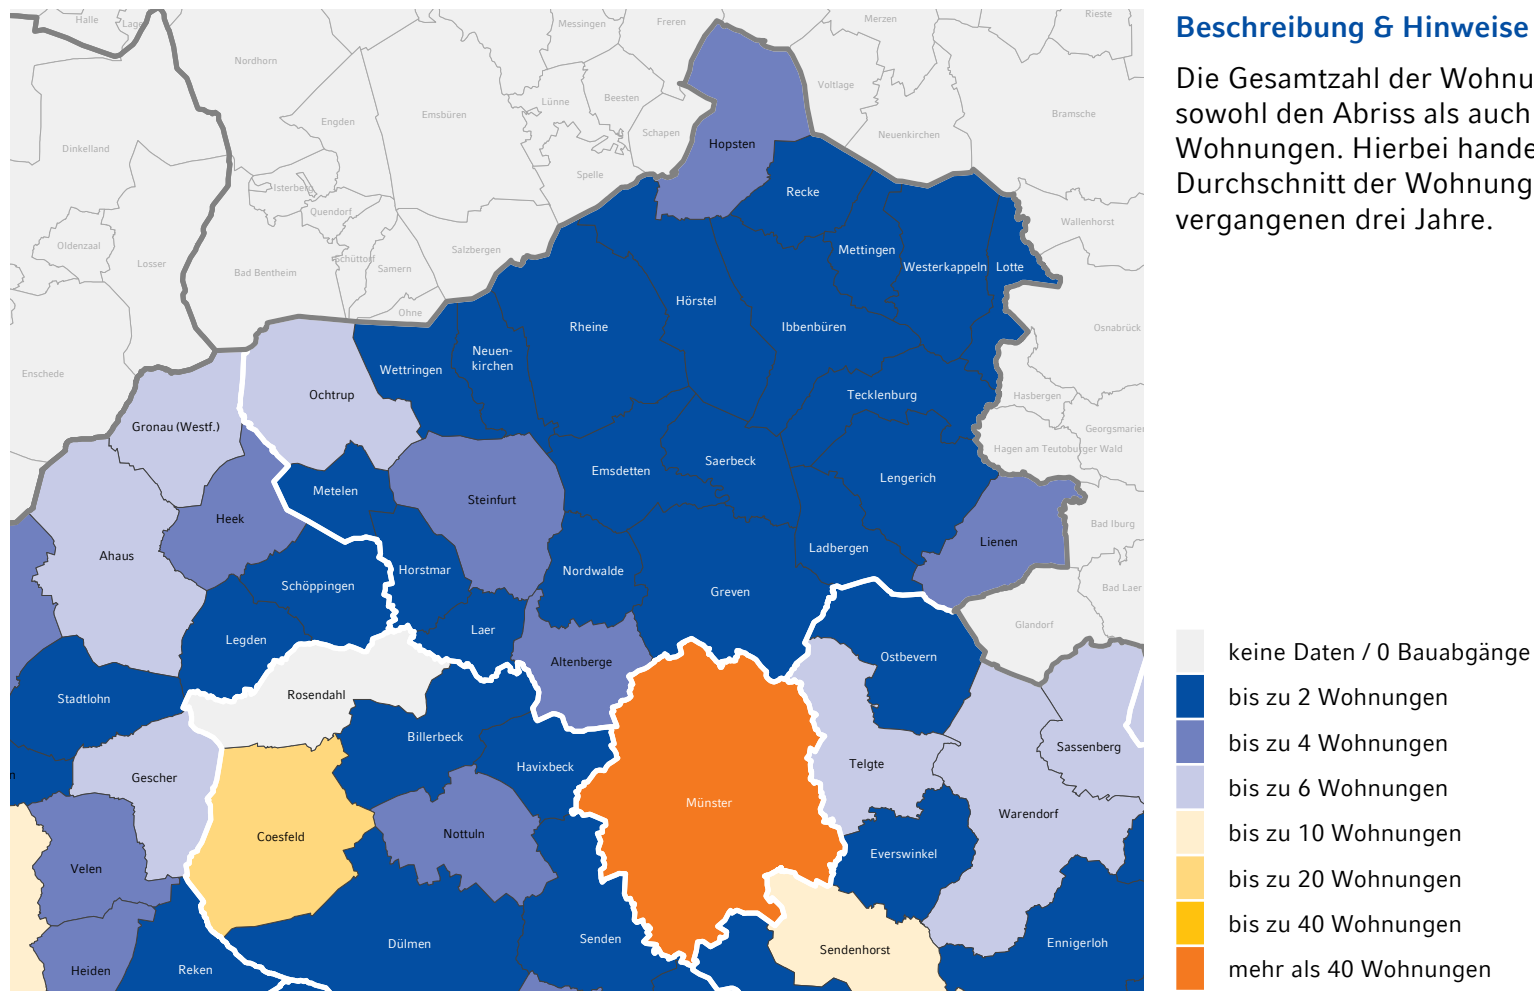 Halle
Lage
Messingen
Freren
Merzen
Rieste
Nordhorn
Voltlage
Lünne
Beesten
Emsbüren
Bramsche
Engden
Schapen
Neuenkirchen
Dinkelland
Hopsten
Spelle
Isterberg
Recke
Quendorf
Wallenhorst
Oldenzaal
Salzbergen
Mettingen
Losser
Schüttorf
Samern
Bad Bentheim
Westerkappeln
Lotte
Hörstel
Ohne
Rheine
Ibbenbüren
Osnabrück
Neuen-
kirchen
Enschede
Wettringen
Ochtrup
Tecklenburg
Hasbergen
Gronau (Westf.)
Georgsmarie
Hagen am Teutoburger Wald
Saerbeck
Emsdetten
Lengerich
Metelen
Steinfurt
Heek
Bad Iburg
Lienen
Ladbergen
Ahaus
Horstmar
Nordwalde
Schöppingen
Bad Laer
Greven
Laer
Glandorf
Legden
Ostbevern
Altenberge
Rosendahl
Stadtlohn
Billerbeck
Sassenberg
Havixbeck
Telgte
n
Gescher
Münster
Warendorf
Coesfeld
Nottuln
Everswinkel
Velen
Senden
Dülmen
Ennigerloh
Sendenhorst
Heiden
Reken
Beschreibung & Hinweise
Die Gesamtzahl der Wohnu
sowohl den Abriss als auch
Wohnungen. Hierbei hande
Durchschnitt der Wohnung
vergangenen drei Jahre.
keine Daten / 0 Bauabgänge
bis zu 2 Wohnungen
bis zu 4 Wohnungen
bis zu 6 Wohnungen
bis zu 10 Wohnungen
bis zu 20 Wohnungen
bis zu 40 Wohnungen
mehr als 40 Wohnungen